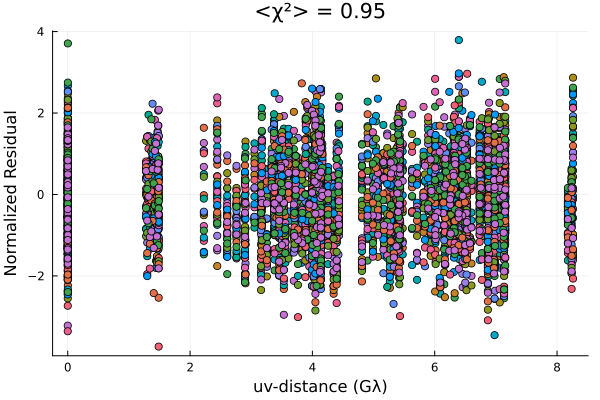 <χ²> = 0.95
4
2
0
−2
Normalized Residual
0 2 4 6 8
uv-distance (Gλ)